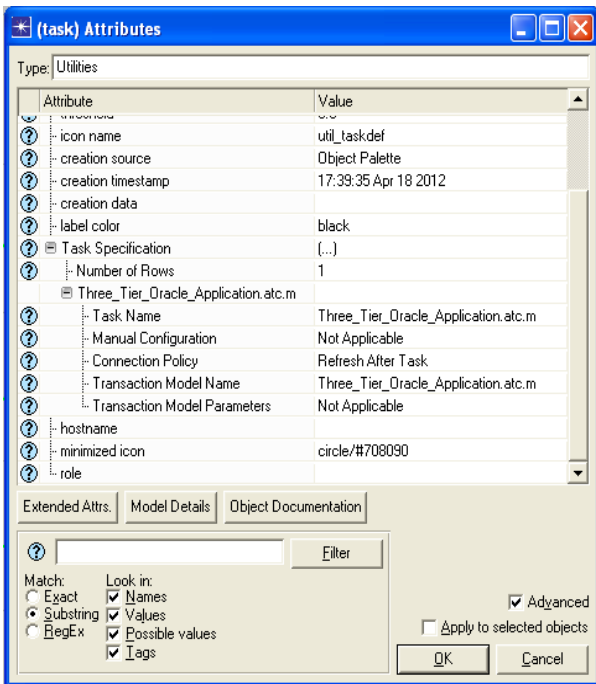 (task) Attributes
Type: Utilities
Attribute Value
icon name util_taskdef
creation source Object Palette
creation timestamp 17:39:35 Apr 18 2012
creation data
label color black
Task Specification (...)
Number of Rows 1
Three_Tier_Oracle_Application.atc.m
Task Name Three_Tier_Oracle_Application.atc.m
Manual Configuration Not Applicable
Connection Policy Refresh After Task
Transaction Model Name Three_Tier_Oracle_Application.atc.m
Transaction Model Parameters Not Applicable
hostname
minimized icon circle/#708090
role
Extended Attrs. Model Details Object Documentation
Filter
Match: Look in:
Exact Names
Substring Values
RegEx Possible values
Tags
Advanced
Apply to selected objects
OK Cancel